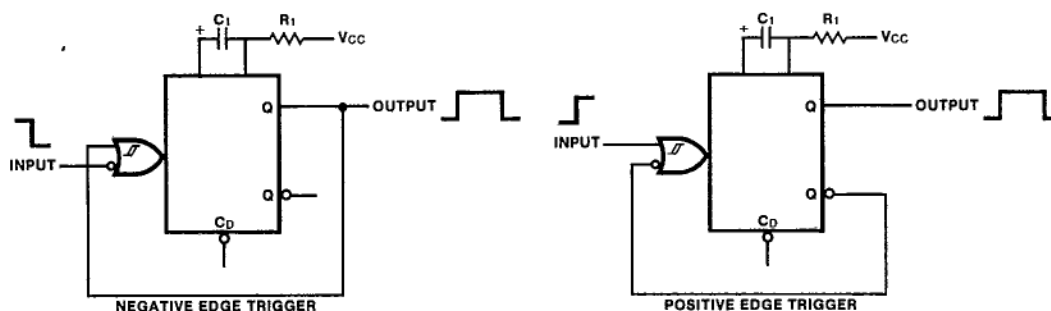 C1
R1
+
VCC
Q
OUTPUT
INPUT
Q
CD
NEGATIVE EDGE TRIGGER
C1
R1
+
VCC
Q
OUTPUT
INPUT
Q
CD
POSITIVE EDGE TRIGGER